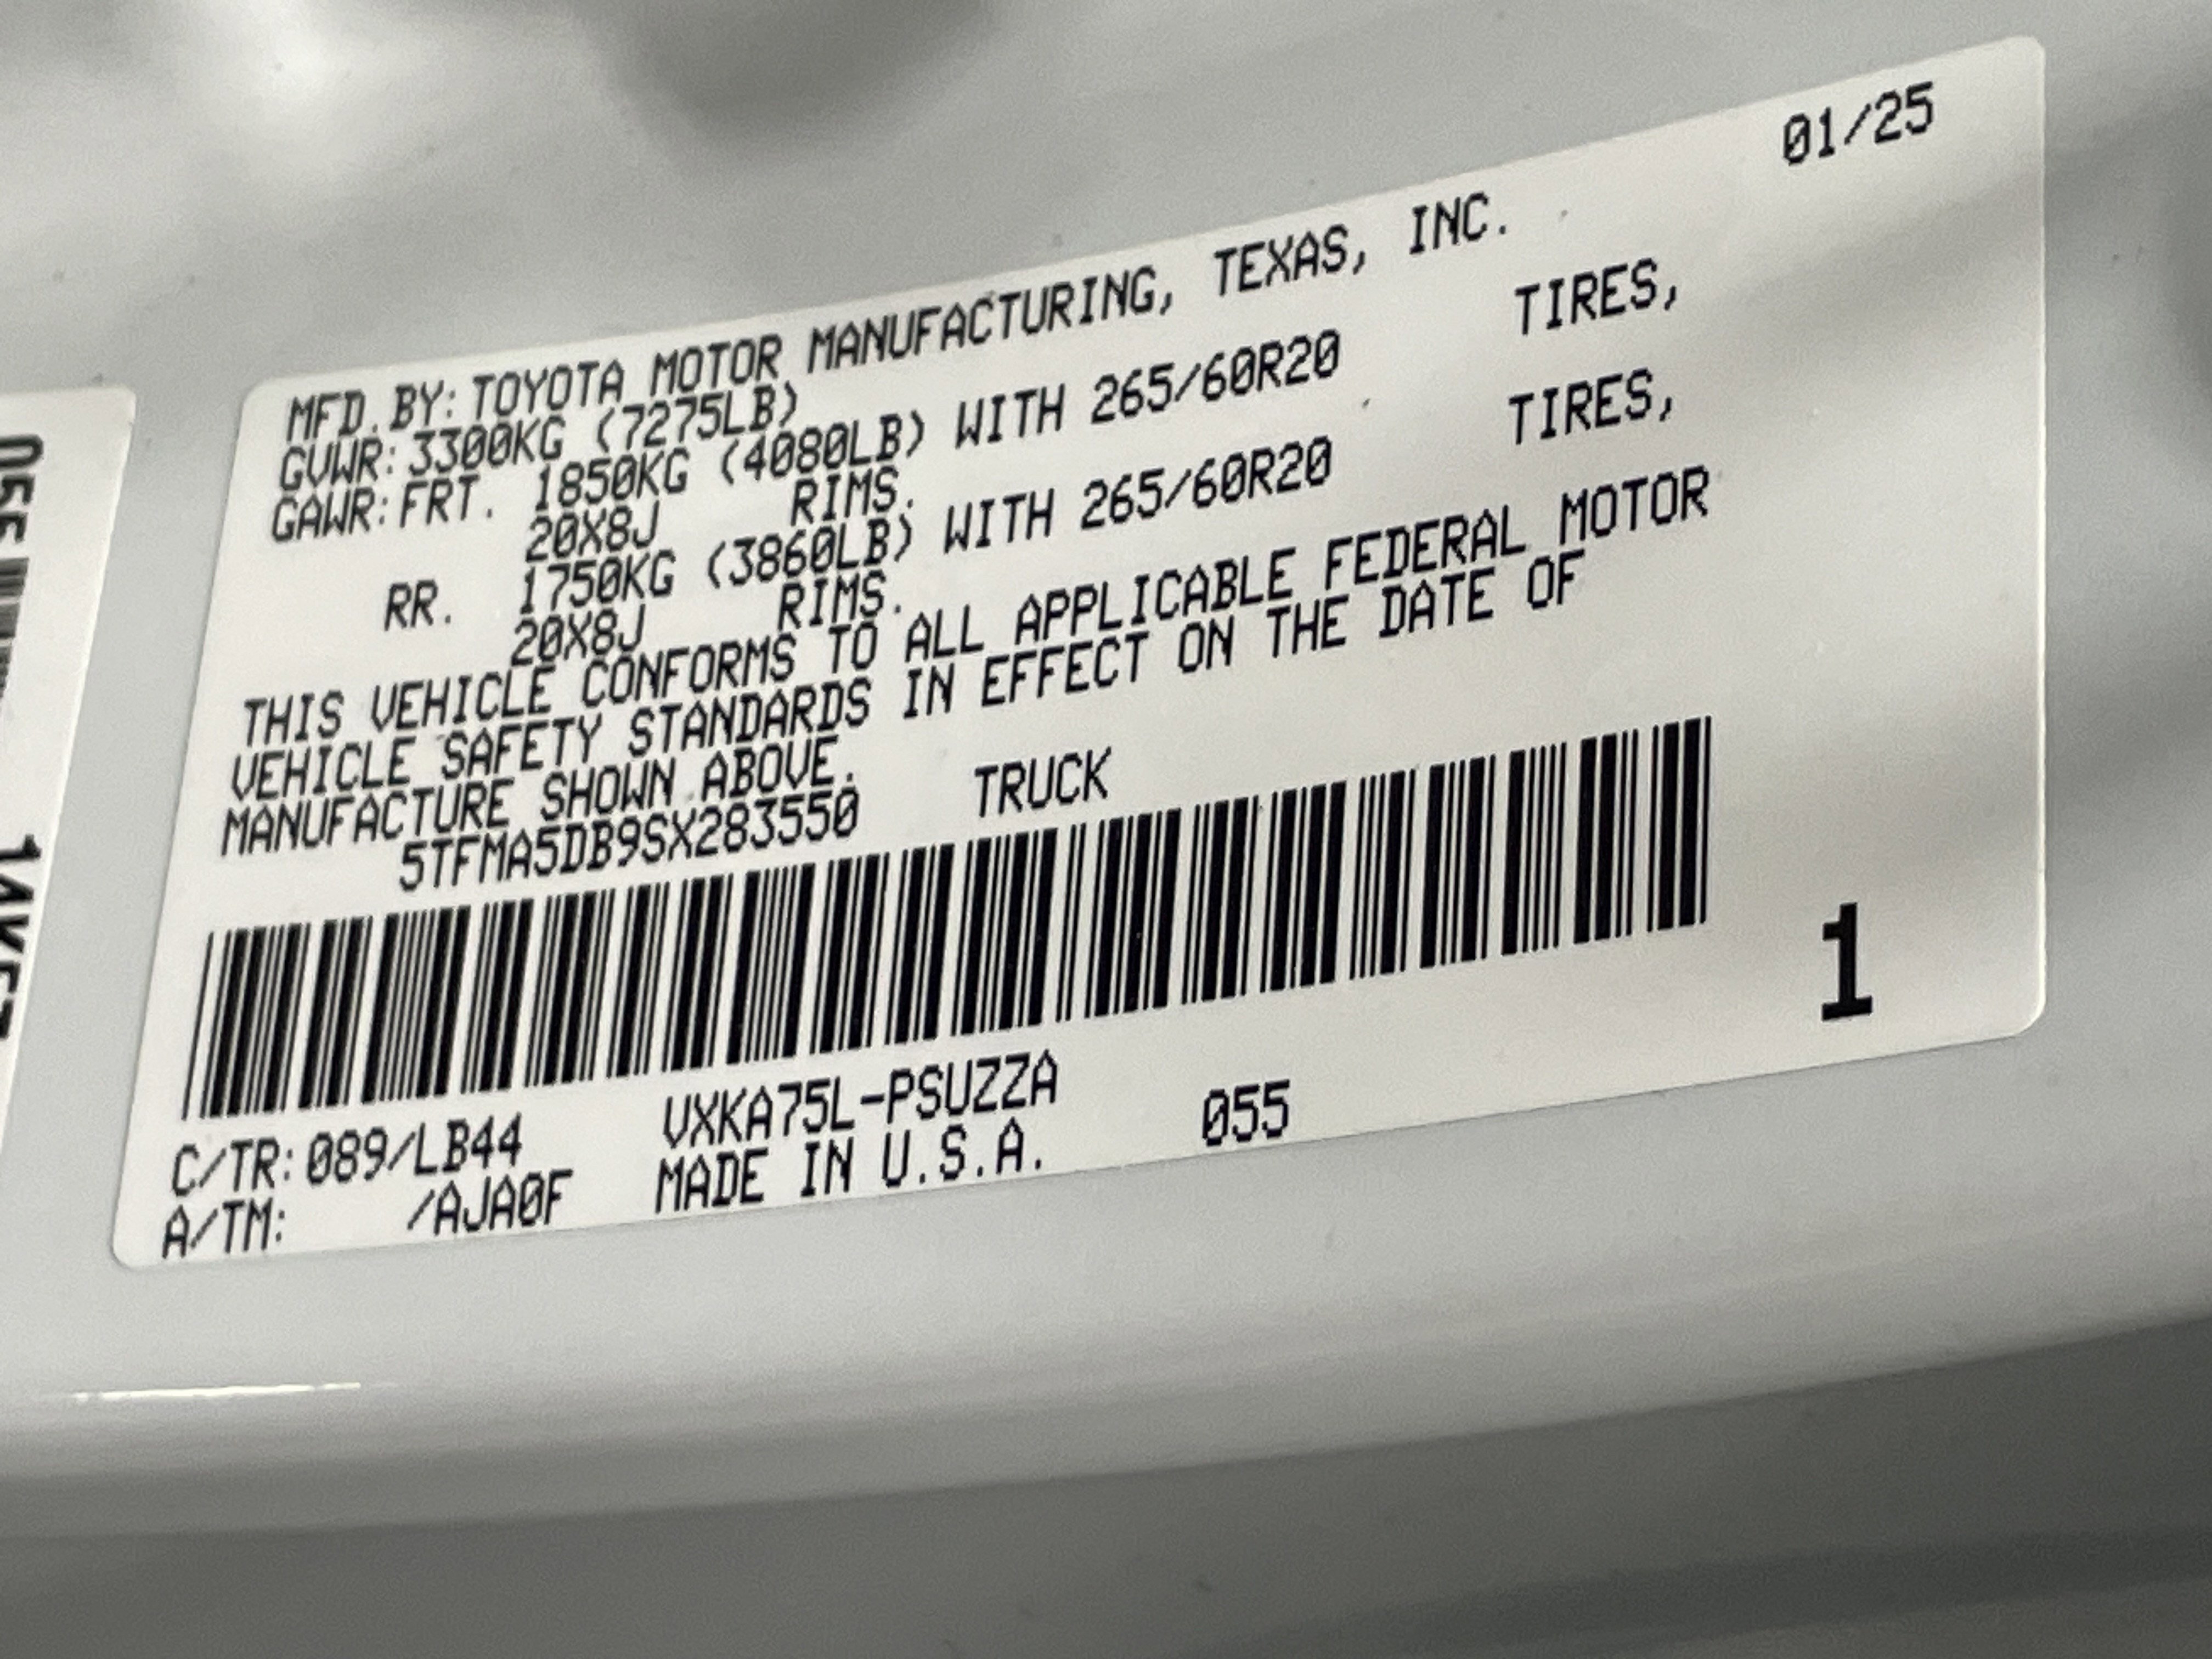 01/25
MFD.BY:TOYOTA MOTOR MANUFACTURING, TEXAS, INC.
GVWR:3300KG (7275LB)
GAWR:FRT. 1850KG (4080LB) WITH 265/60R20 TIRES,
20X8J RIMS.
RR. 1750KG (3860LB) WITH 265/60R20 TIRES,
20X8J RIMS.
THIS VEHICLE CONFORMS TO ALL APPLICABLE FEDERAL MOTOR
VEHICLE SAFETY STANDARDS IN EFFECT ON THE DATE OF
MANUFACTURE SHOWN ABOVE.
5TFMA5DB9SX283550 TRUCK
1
C/TR:089/LB44 VXKA75L-PSUZZA 055
A/TM: /AJA0F MADE IN U.S.A.